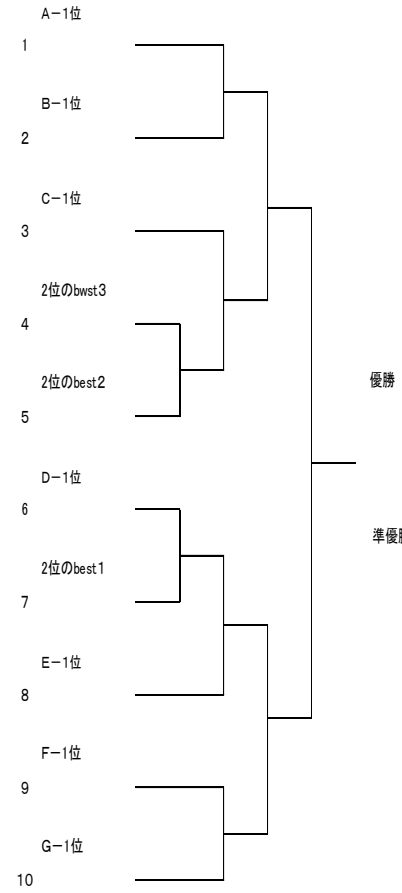 A－1位
1
B－1位
2
C－1位
3
2位のbwst3
4
2位のbest2
5
優勝
D－1位
6
準優勝
2位のbest1
7
E－1位
8
F－1位
9
G－1位
10